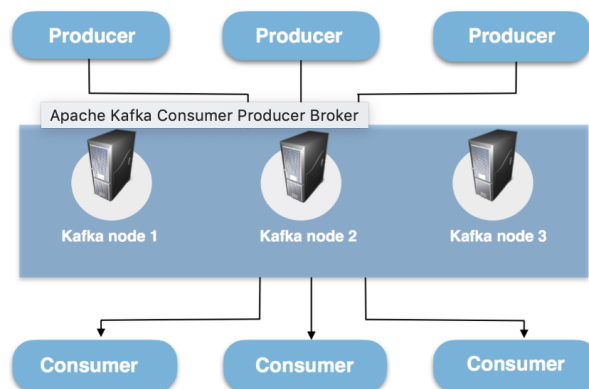 Producer
Producer
Producer
Apache Kafka Consumer Producer Broker
Kafka node 1
Kafka node 2
Kafka node 3
Consumer
Consumer
Consumer